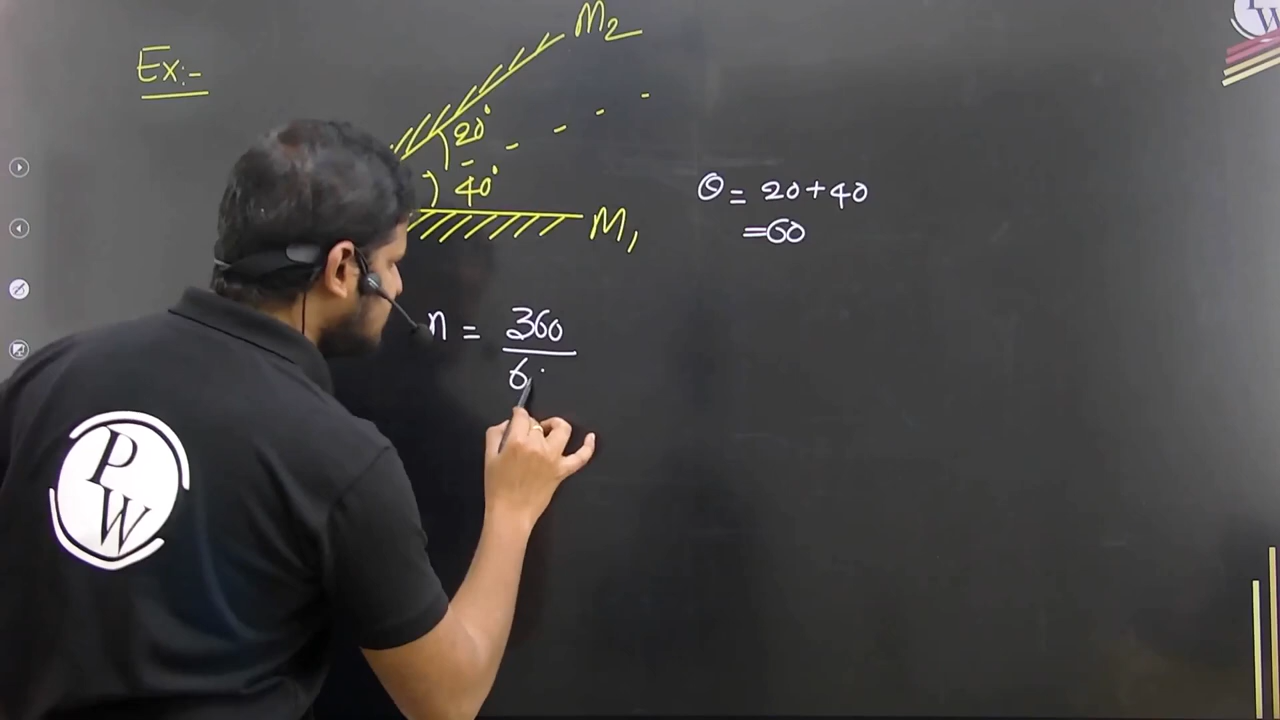 Ex:-
M2
20°
40°
M1
θ = 20+40
=60
n = 360
6
P
W